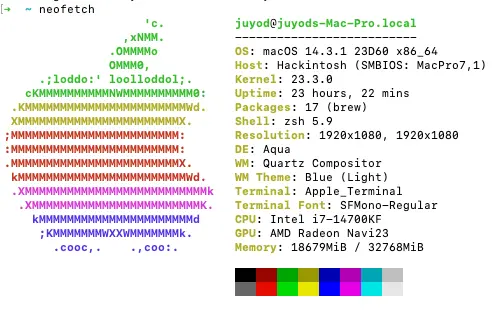 [➜  ~ neofetch
                    'c.          juyod@juyods-Mac-Pro.local
                 ,xNMM.          --------------------------
               .OMMMMo           OS: macOS 14.3.1 23D60 x86_64
               OMMM0,            Host: Hackintosh (SMBIOS: MacPro7,1)
     .;loddo:' loolloddol;.      Kernel: 23.3.0
   cKMMMMMMMMMMNWMMMMMMMMMM0:    Uptime: 23 hours, 22 mins
 .KMMMMMMMMMMMMMMMMMMMMMMMWd.    Packages: 17 (brew)
 XMMMMMMMMMMMMMMMMMMMMMMMX.      Shell: zsh 5.9
;MMMMMMMMMMMMMMMMMMMMMMMM:       Resolution: 1920x1080, 1920x1080
:MMMMMMMMMMMMMMMMMMMMMMMM:       DE: Aqua
.MMMMMMMMMMMMMMMMMMMMMMMMX.      WM: Quartz Compositor
 kMMMMMMMMMMMMMMMMMMMMMMMMWd.    WM Theme: Blue (Light)
 .XMMMMMMMMMMMMMMMMMMMMMMMMMMk   Terminal: Apple_Terminal
  .XMMMMMMMMMMMMMMMMMMMMMMMMK.   Terminal Font: SFMono-Regular
    kMMMMMMMMMMMMMMMMMMMMMMd     CPU: Intel i7-14700KF
     ;KMMMMMMMWXXWMMMMMMMk.      GPU: AMD Radeon Navi23
       .cooc,.    .,coo:.        Memory: 18679MiB / 32768MiB